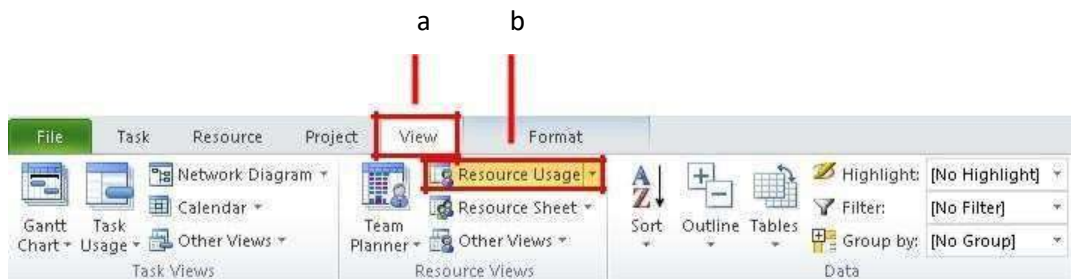 a b
File Task Resource Project View Format
Gantt Chart
Task Usage
Network Diagram
Calendar
Other Views
Task Views
Team Planner
Resource Usage
Resource Sheet
Other Views
Resource Views
Sort
Outline
Tables
Highlight: [No Highlight]
Filter: [No Filter]
Group by: [No Group]
Data